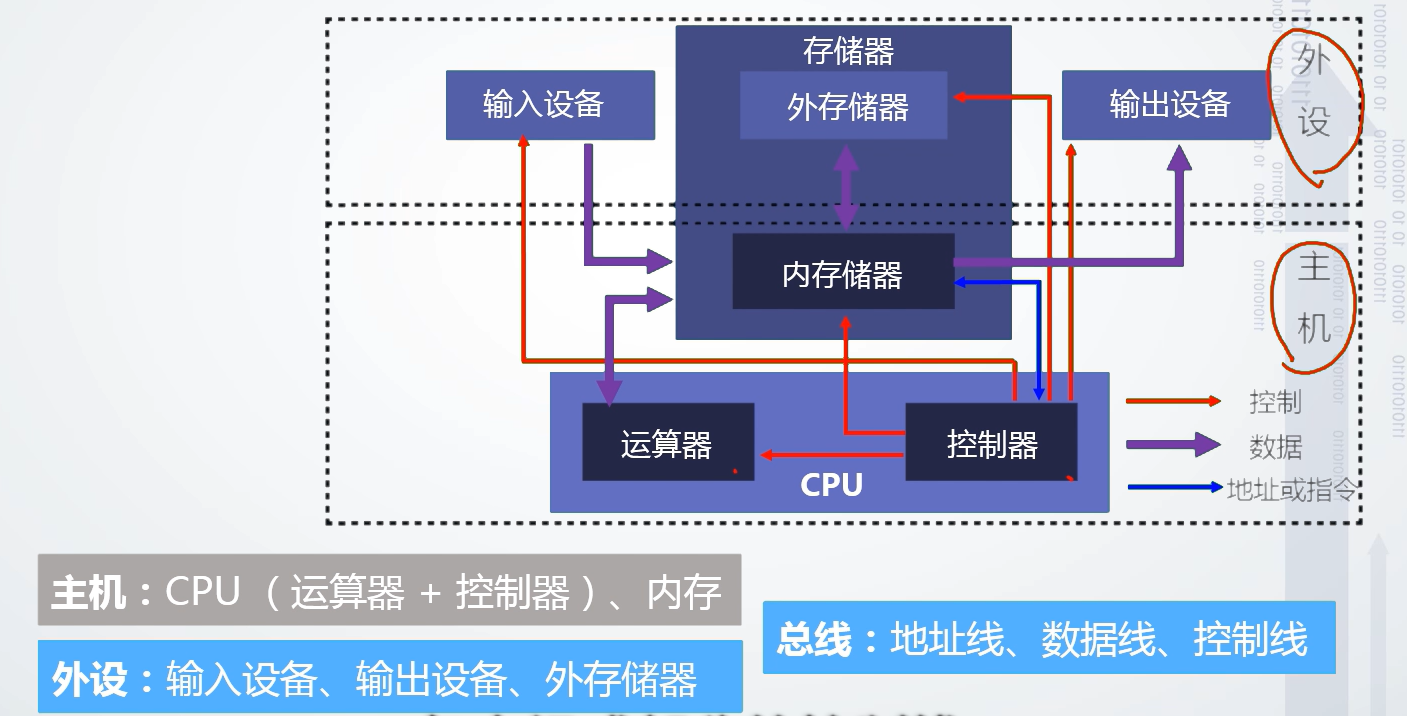 存储器
输入设备
外存储器
输出设备
外
设
内存储器
主
机
运算器
控制器
CPU
控制
数据
地址或指令
主机：CPU （ 运算器 + 控制器 ）、内存
外设：输入设备、输出设备、外存储器
总线：地址线、数据线、控制线